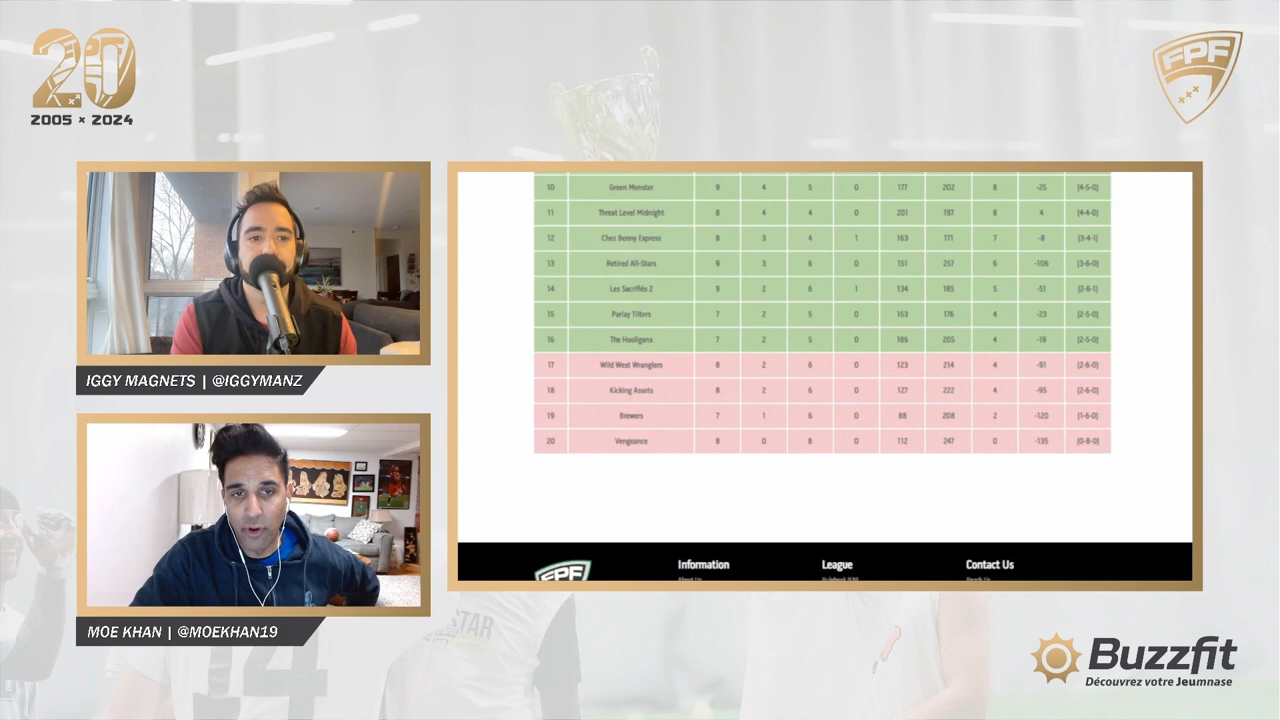 20
2005 × 2024
FPF
IGGY MAGNETS | @IGGYMANZ
MOE KHAN | @MOEKHAN19
10 Green Monster 9 4 5 0 177 202 8 -25 (4-5-0)
11 Threat Level Midnight 8 4 4 0 201 197 8 4 (4-4-0)
12 Chez Benny Express 8 3 4 1 163 171 7 -8 (3-4-1)
13 Retired All-Stars 9 3 6 0 151 257 6 -106 (3-6-0)
14 Les Sacrifiés 2 9 2 6 1 134 185 5 -51 (2-6-1)
15 Parlay Tilters 7 2 5 0 153 176 4 -23 (2-5-0)
16 The Hooligans 7 2 5 0 186 205 4 -19 (2-5-0)
17 Wild West Wranglers 8 2 6 0 123 214 4 -91 (2-6-0)
18 Kicking Assets 8 2 6 0 127 222 4 -95 (2-6-0)
19 Brewers 7 1 6 0 88 208 2 -120 (1-6-0)
20 Vengeance 8 0 8 0 112 247 0 -135 (0-8-0)
FPF Information League Contact Us
About Us
STAR
14
Buzzfit
Découvrez votre Jeumnase